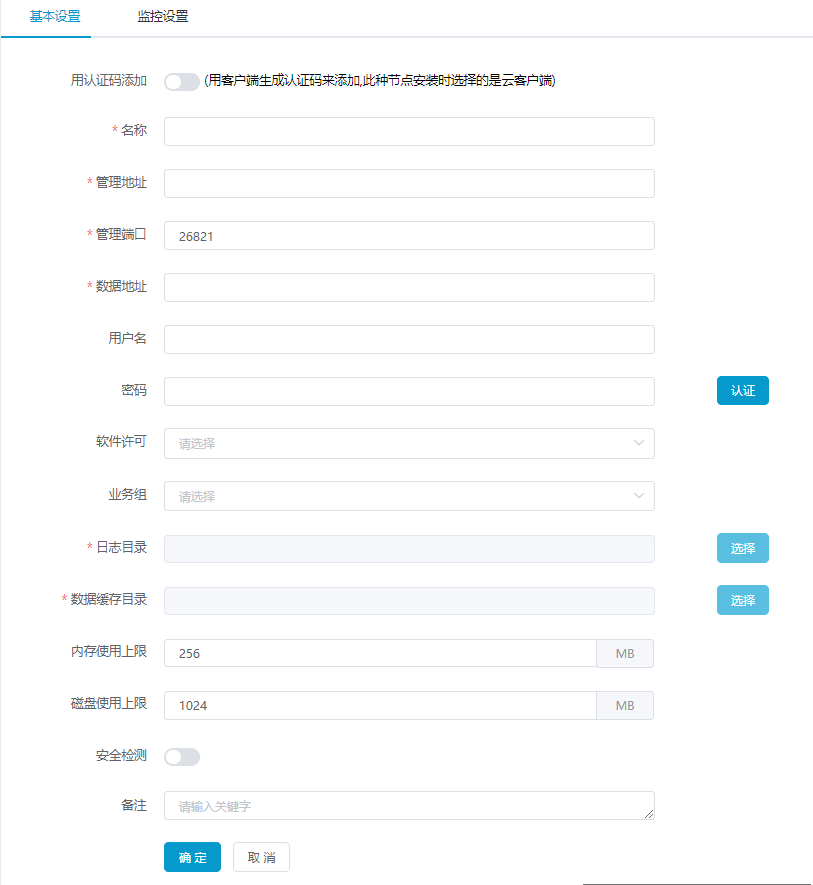 基本设置 监控设置
用认证码添加 (用客户端生成认证码来添加,此种节点安装时选择的是云客户端)
* 名称
* 管理地址
* 管理端口 26821
* 数据地址
用户名
密码 认证
软件许可 请选择
业务组 请选择
* 日志目录 选择
* 数据缓存目录 选择
内存使用上限 256 MB
磁盘使用上限 1024 MB
安全检测
备注 请输入关键字
确定 取消